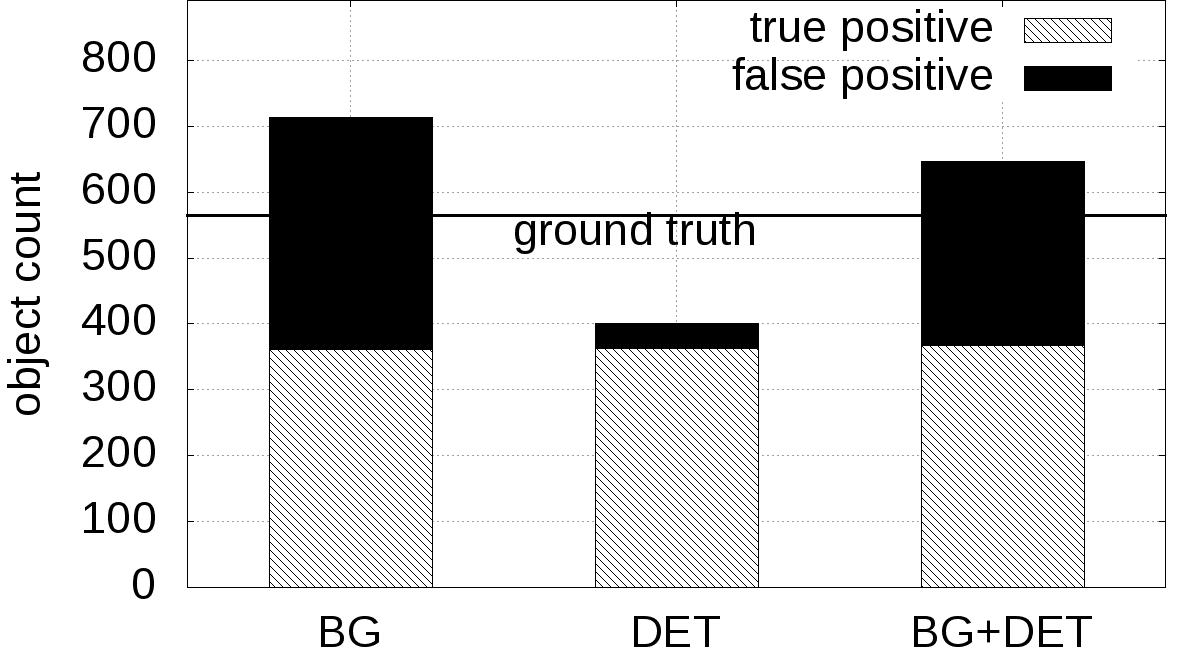 true positive
false positive
800
700
600
500
400
300
200
100
0
object count
ground truth
BG
DET
BG+DET